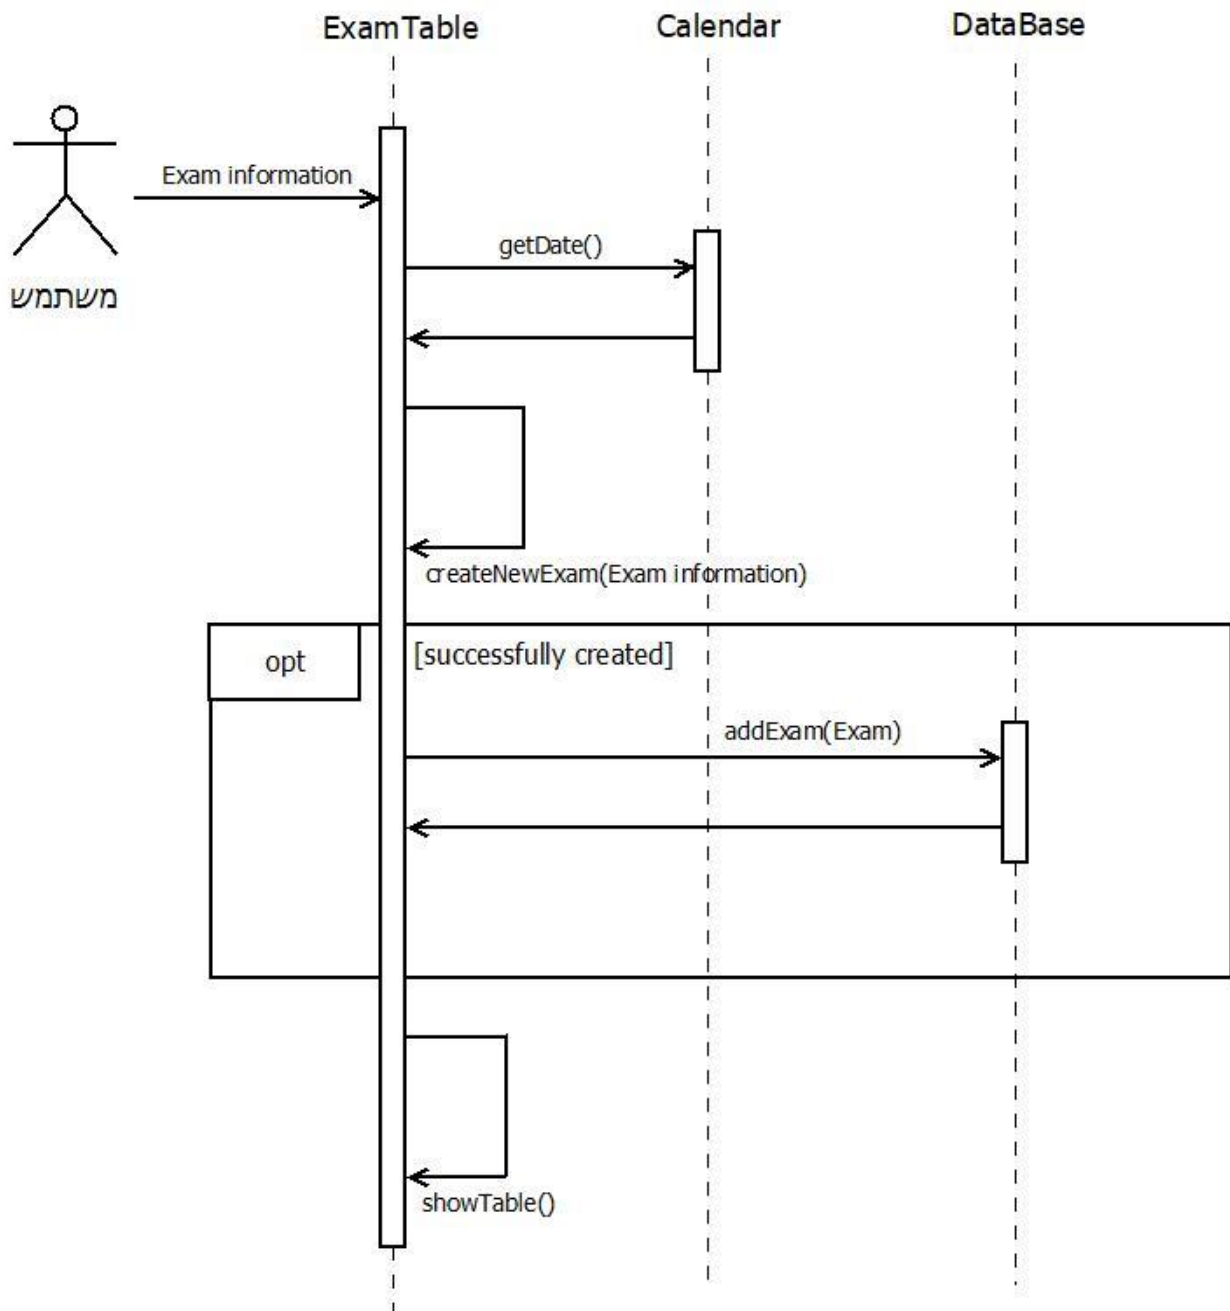 ExamTable
Calendar
DataBase
Exam information
getDate()
משתמש
createNewExam(Exam information)
opt
[successfully created]
addExam(Exam)
showTable()